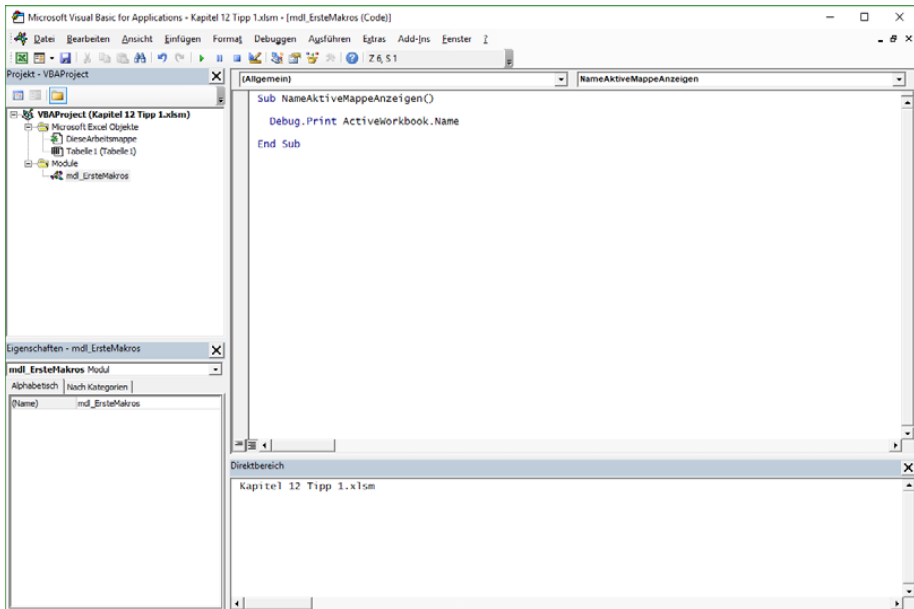 Microsoft Visual Basic for Applications - Kapitel 12 Tipp 1.xlsm - [mdl_ErsteMakros (Code)]
Datei Bearbeiten Ansicht Einfügen Format Debuggen Ausführen Extras Add-Ins Fenster ?
Z 6, S 1
Projekt - VBAProject
VBAProject (Kapitel 12 Tipp 1.xlsm)
Microsoft Excel Objekte
DieseArbeitsmappe
Tabelle1 (Tabelle1)
Module
mdl_ErsteMakros
Eigenschaften - mdl_ErsteMakros
mdl_ErsteMakros Modul
Alphabetisch Nach Kategorien
(Name) mdl_ErsteMakros
(Allgemein) NameAktiveMappeAnzeigen
Sub NameAktiveMappeAnzeigen()
Debug.Print ActiveWorkbook.Name
End Sub
Direktbereich
Kapitel 12 Tipp 1.xlsm